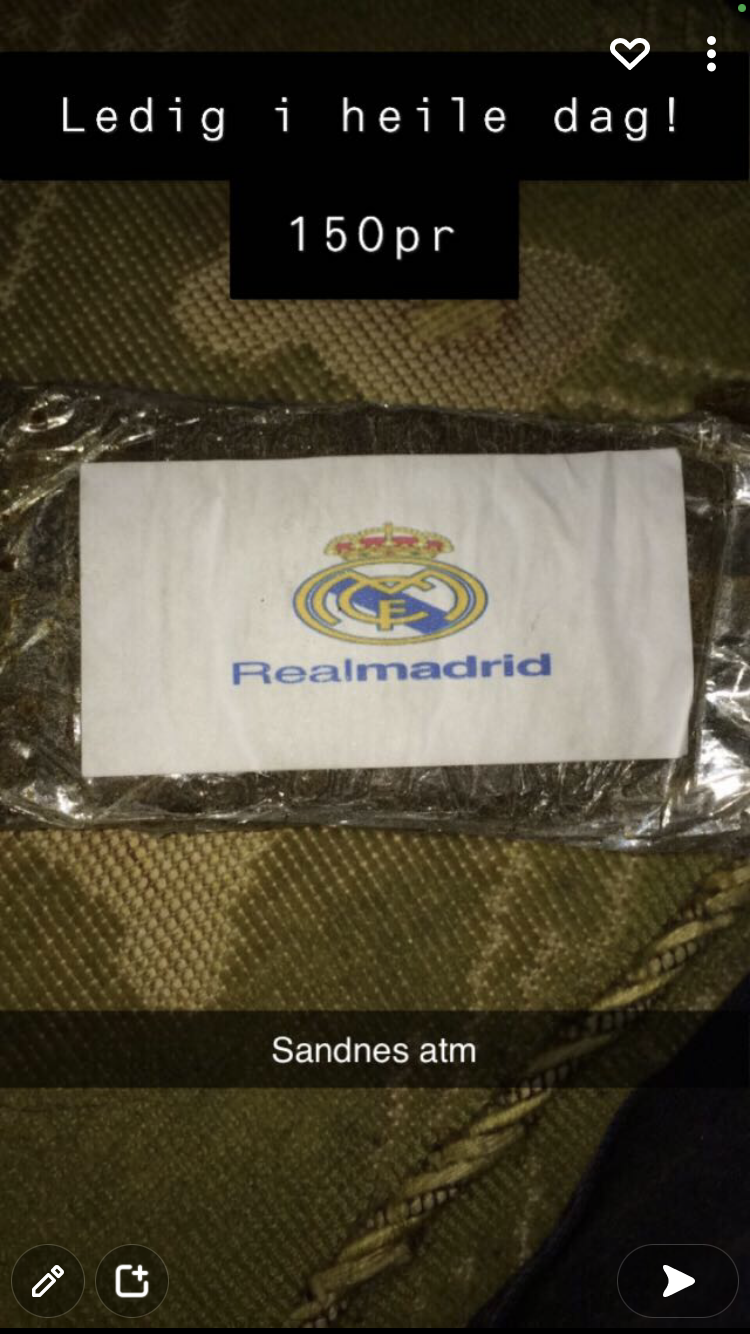 Ledig i heile dag!
150pr
Realmadrid
Sandnes atm